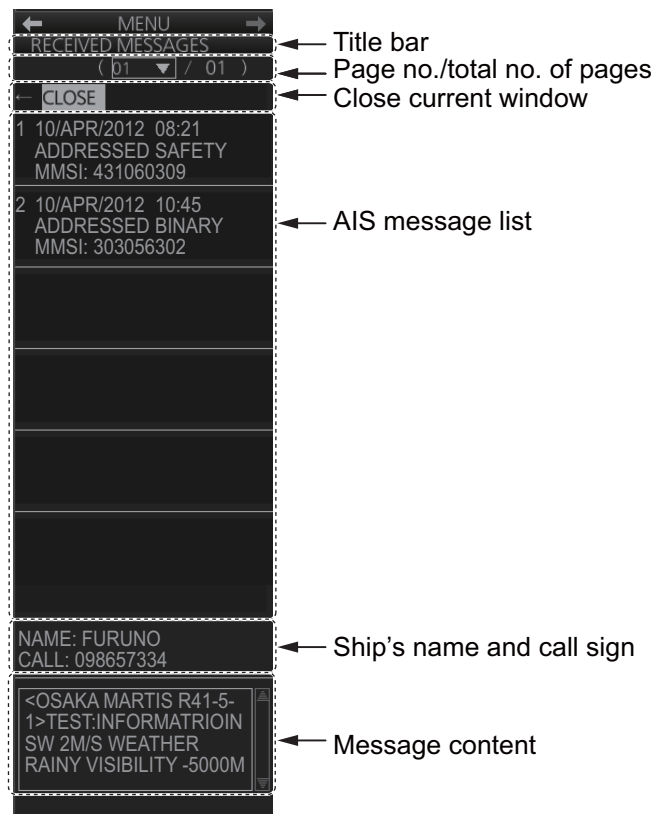 MENU
RECEIVED MESSAGES
Title bar
( 01 ▼ / 01 )
Page no./total no. of pages
← CLOSE
Close current window
1 10/APR/2012 08:21
ADDRESSED SAFETY
MMSI: 431060309
2 10/APR/2012 10:45
ADDRESSED BINARY
MMSI: 303056302
AIS message list
NAME: FURUNO
CALL: 098657334
Ship's name and call sign
<OSAKA MARTIS R41-5-
1>TEST:INFORMATRIOIN
SW 2M/S WEATHER
RAINY VISIBILITY -5000M
Message content